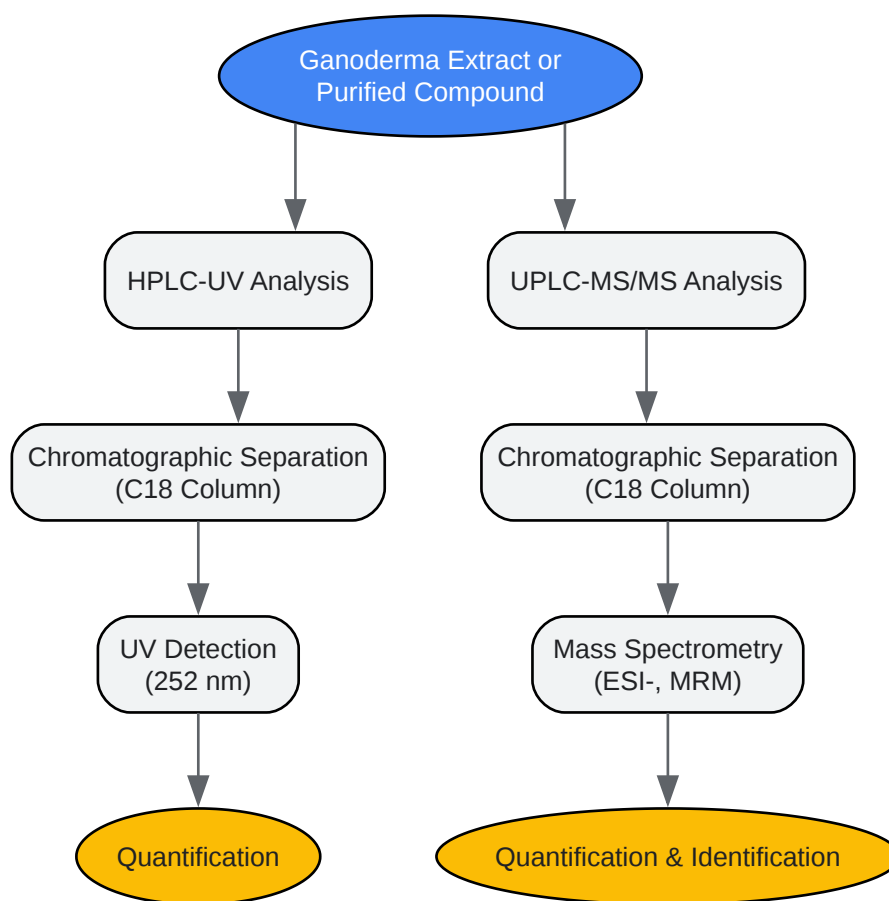 Ganoderma Extract or
Purified Compound
HPLC-UV Analysis
UPLC-MS/MS Analysis
Chromatographic Separation
(C18 Column)
Chromatographic Separation
(C18 Column)
UV Detection
(252 nm)
Mass Spectrometry
(ESI-, MRM)
Quantification
Quantification & Identification